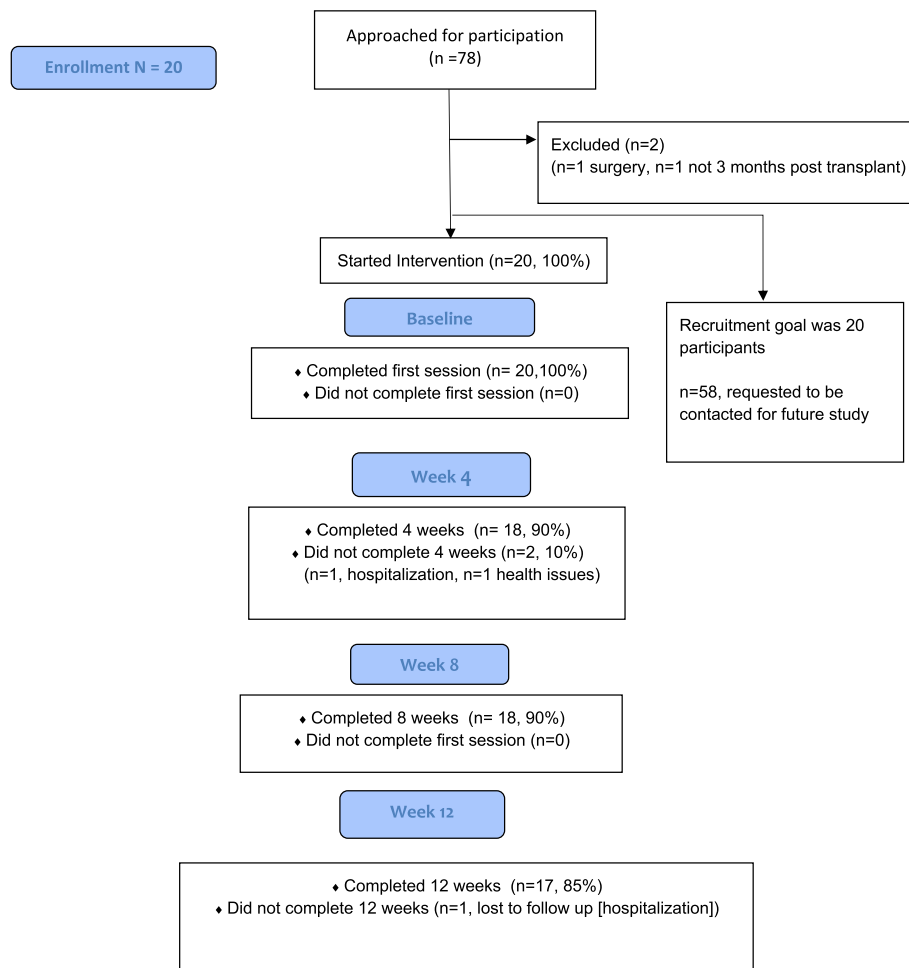 Approached for participation
(n =78)
Enrollment N = 20
Excluded (n=2)
(n=1 surgery, n=1 not 3 months post transplant)
Started Intervention (n=20, 100%)
Recruitment goal was 20
participants
n=58, requested to be
contacted for future study
Baseline
♦ Completed first session (n= 20,100%)
♦ Did not complete first session (n=0)
Week 4
♦ Completed 4 weeks (n= 18, 90%)
♦ Did not complete 4 weeks (n=2, 10%)
(n=1, hospitalization, n=1 health issues)
Week 8
♦ Completed 8 weeks (n= 18, 90%)
♦ Did not complete first session (n=0)
Week 12
♦ Completed 12 weeks (n=17, 85%)
♦ Did not complete 12 weeks (n=1, lost to follow up [hospitalization])